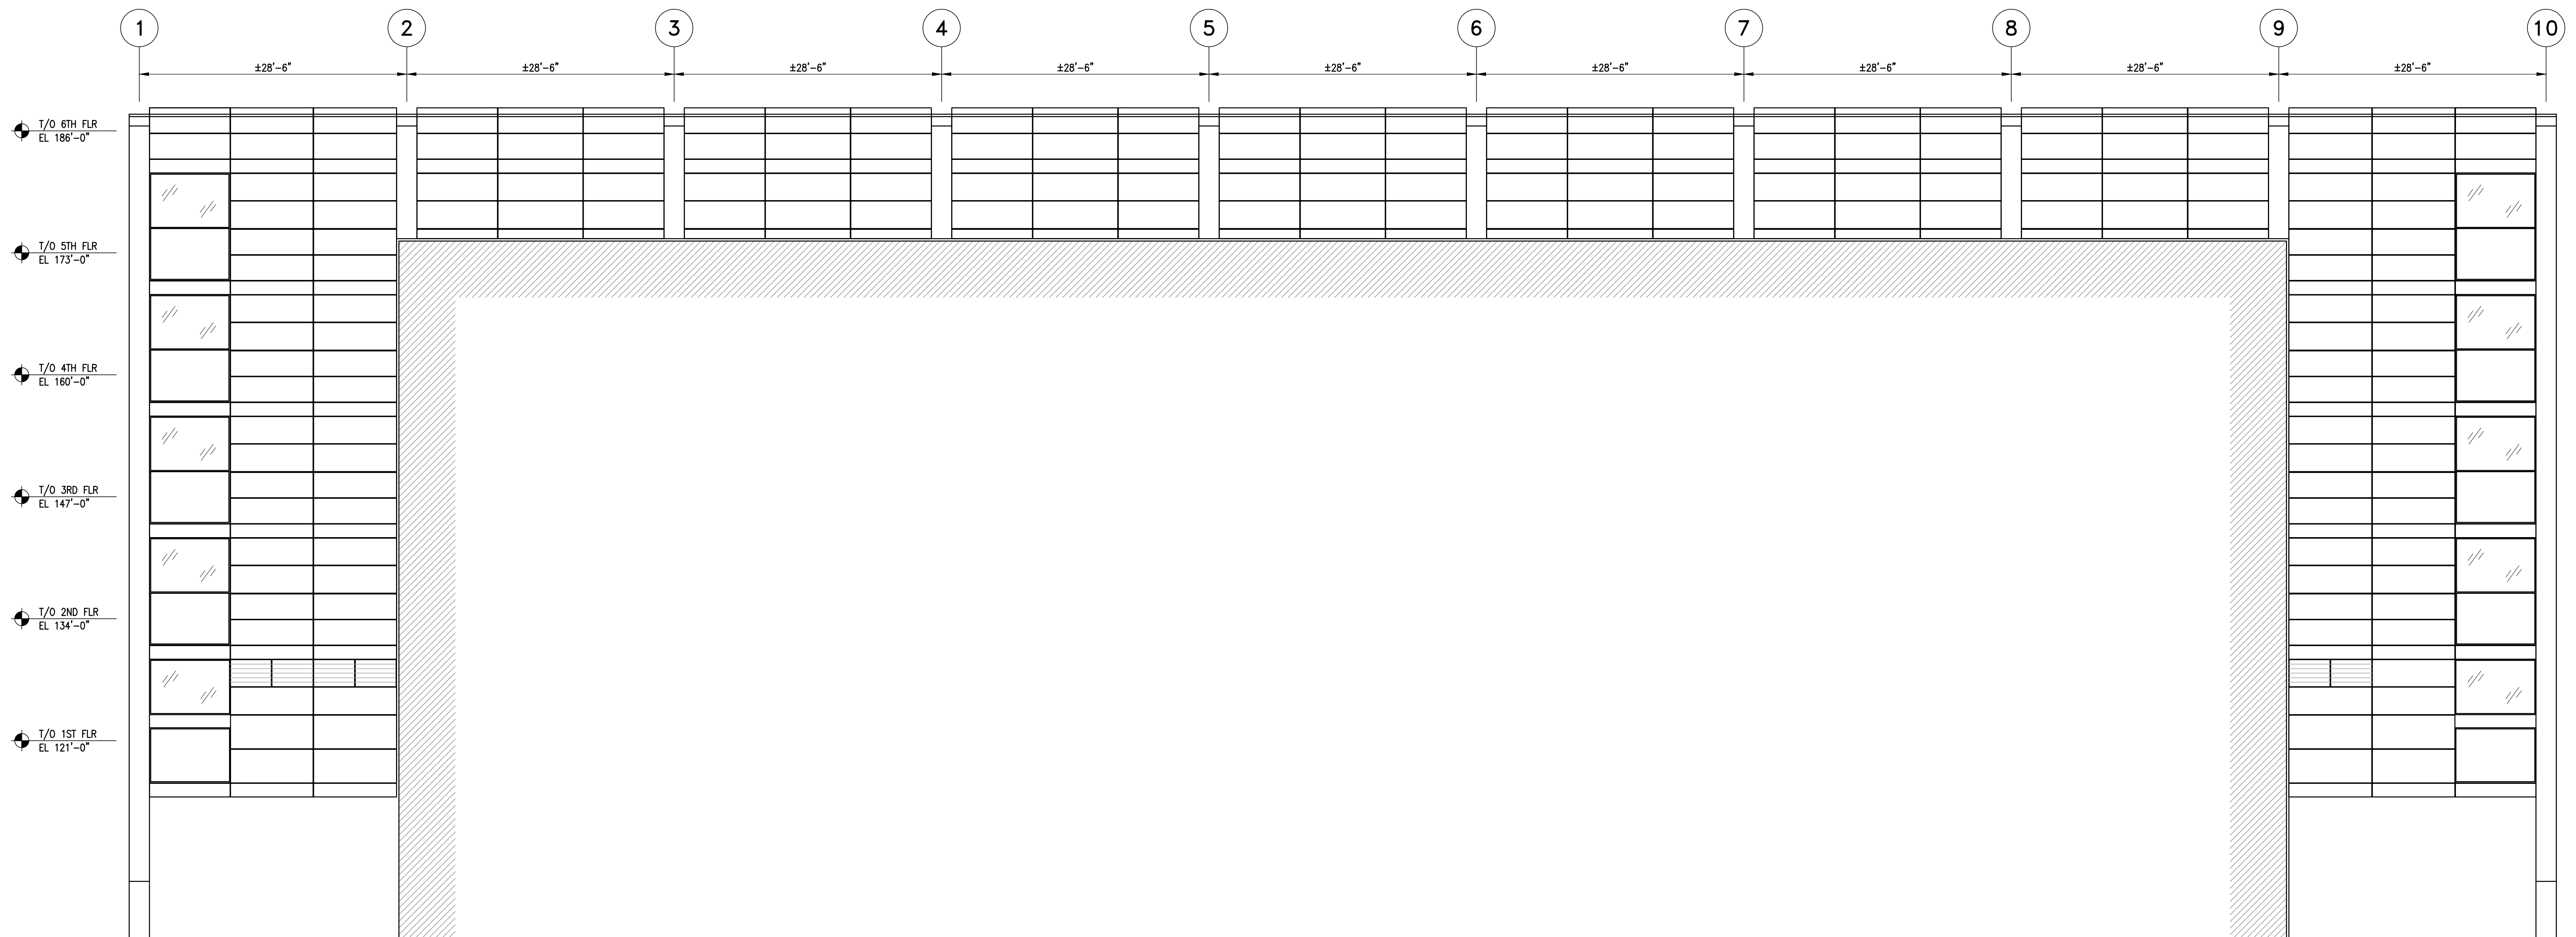 1 2 3 4 5 6 7 8 9 10
±28'-6" ±28'-6" ±28'-6" ±28'-6" ±28'-6" ±28'-6" ±28'-6" ±28'-6" ±28'-6"
T/O 6TH FLR
EL 186'-0"
T/O 5TH FLR
EL 173'-0"
T/O 4TH FLR
EL 160'-0"
T/O 3RD FLR
EL 147'-0"
T/O 2ND FLR
EL 134'-0"
T/O 1ST FLR
EL 121'-0"